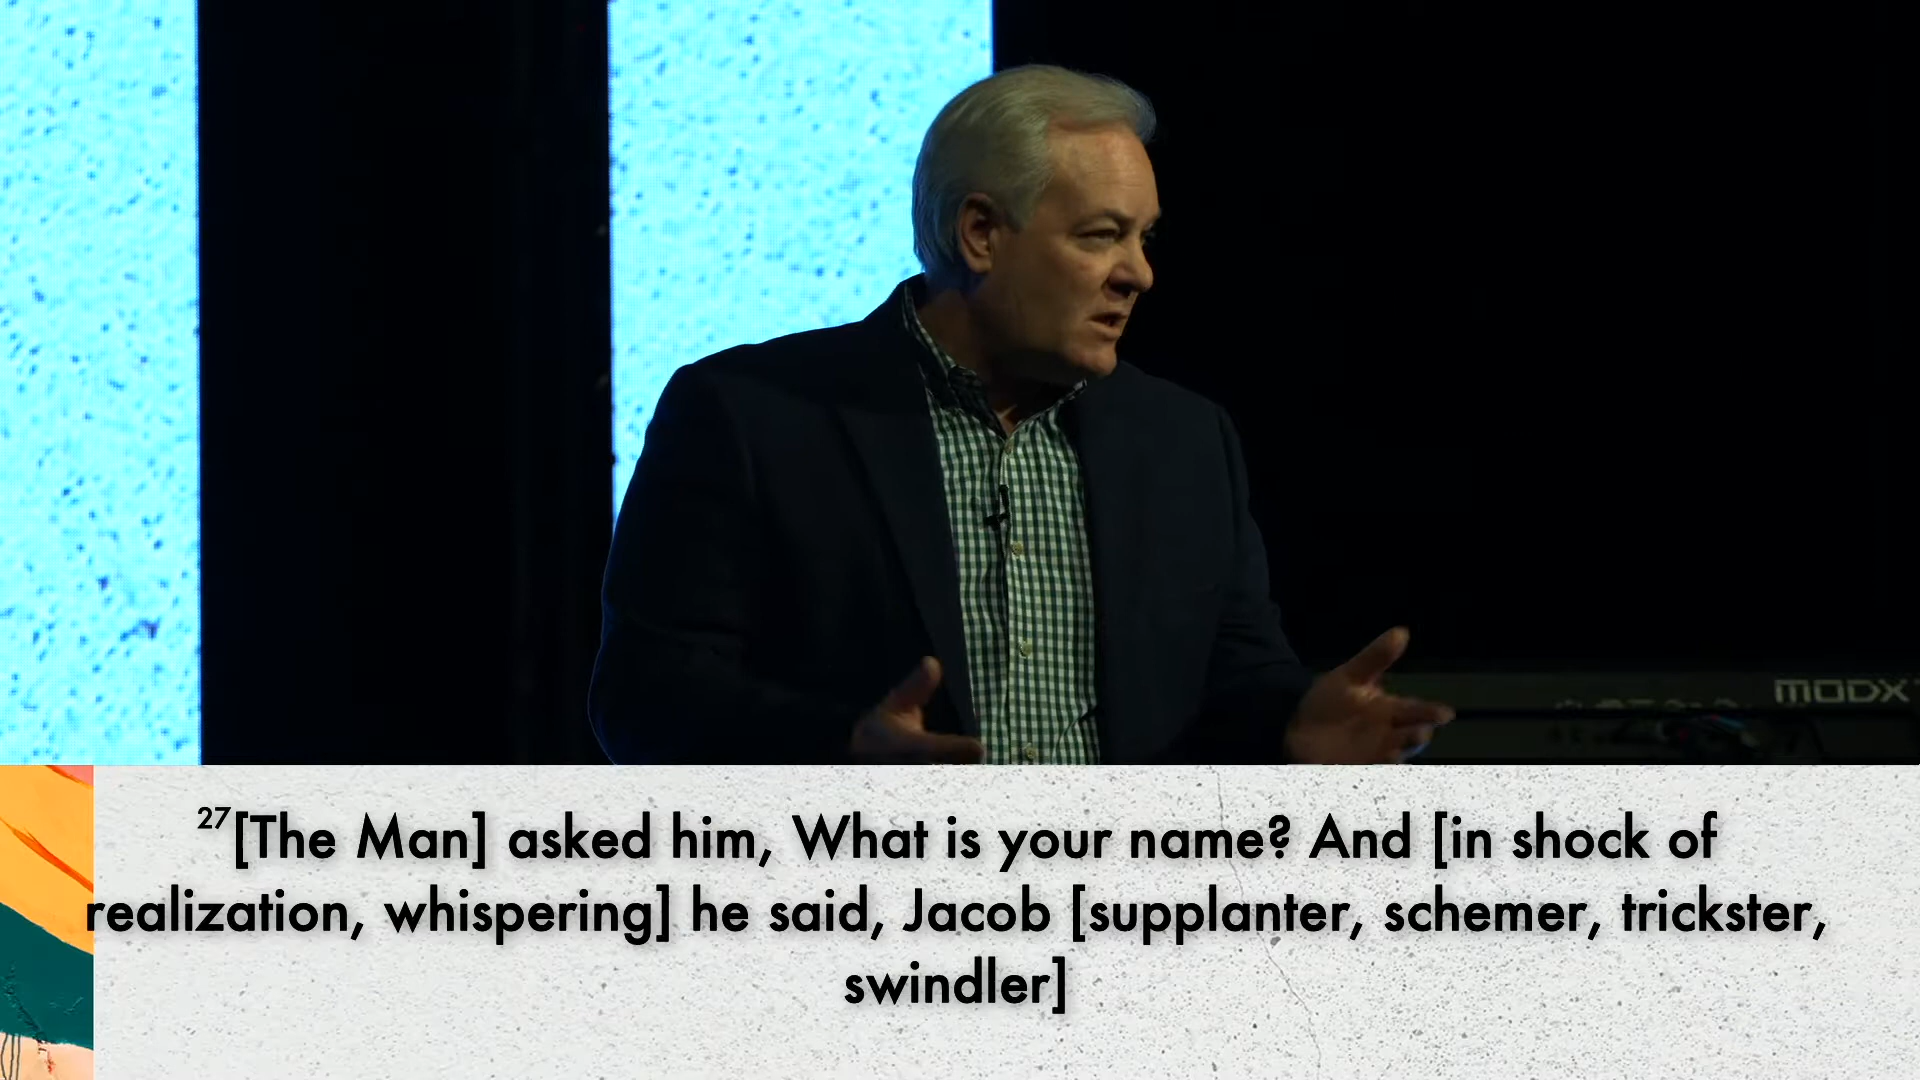 MODX
27[The Man] asked him, What is your name? And [in shock of
realization, whispering] he said, Jacob [supplanter, schemer, trickster,
swindler]